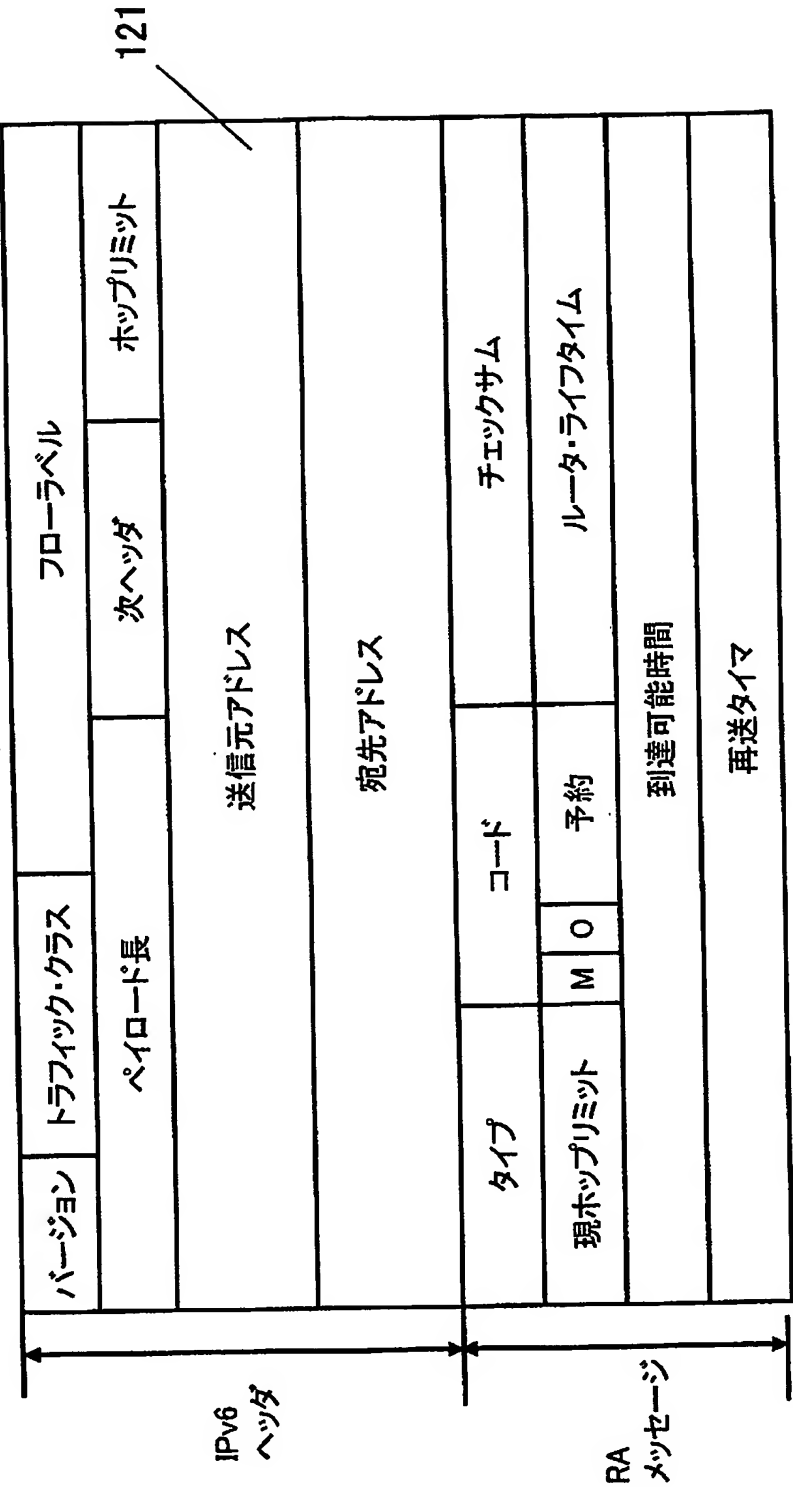 121
IPv6
ヘッダ
バージョン
トラフィック・クラス
フローラベル
ペイロード長
次ヘッダ
ホップリミット
送信元アドレス
宛先アドレス
RA
メッセージ
タイプ
コード
チェックサム
現ホップリミット
M
O
予約
ルータ・ライフタイム
到達可能時間
再送タイマ